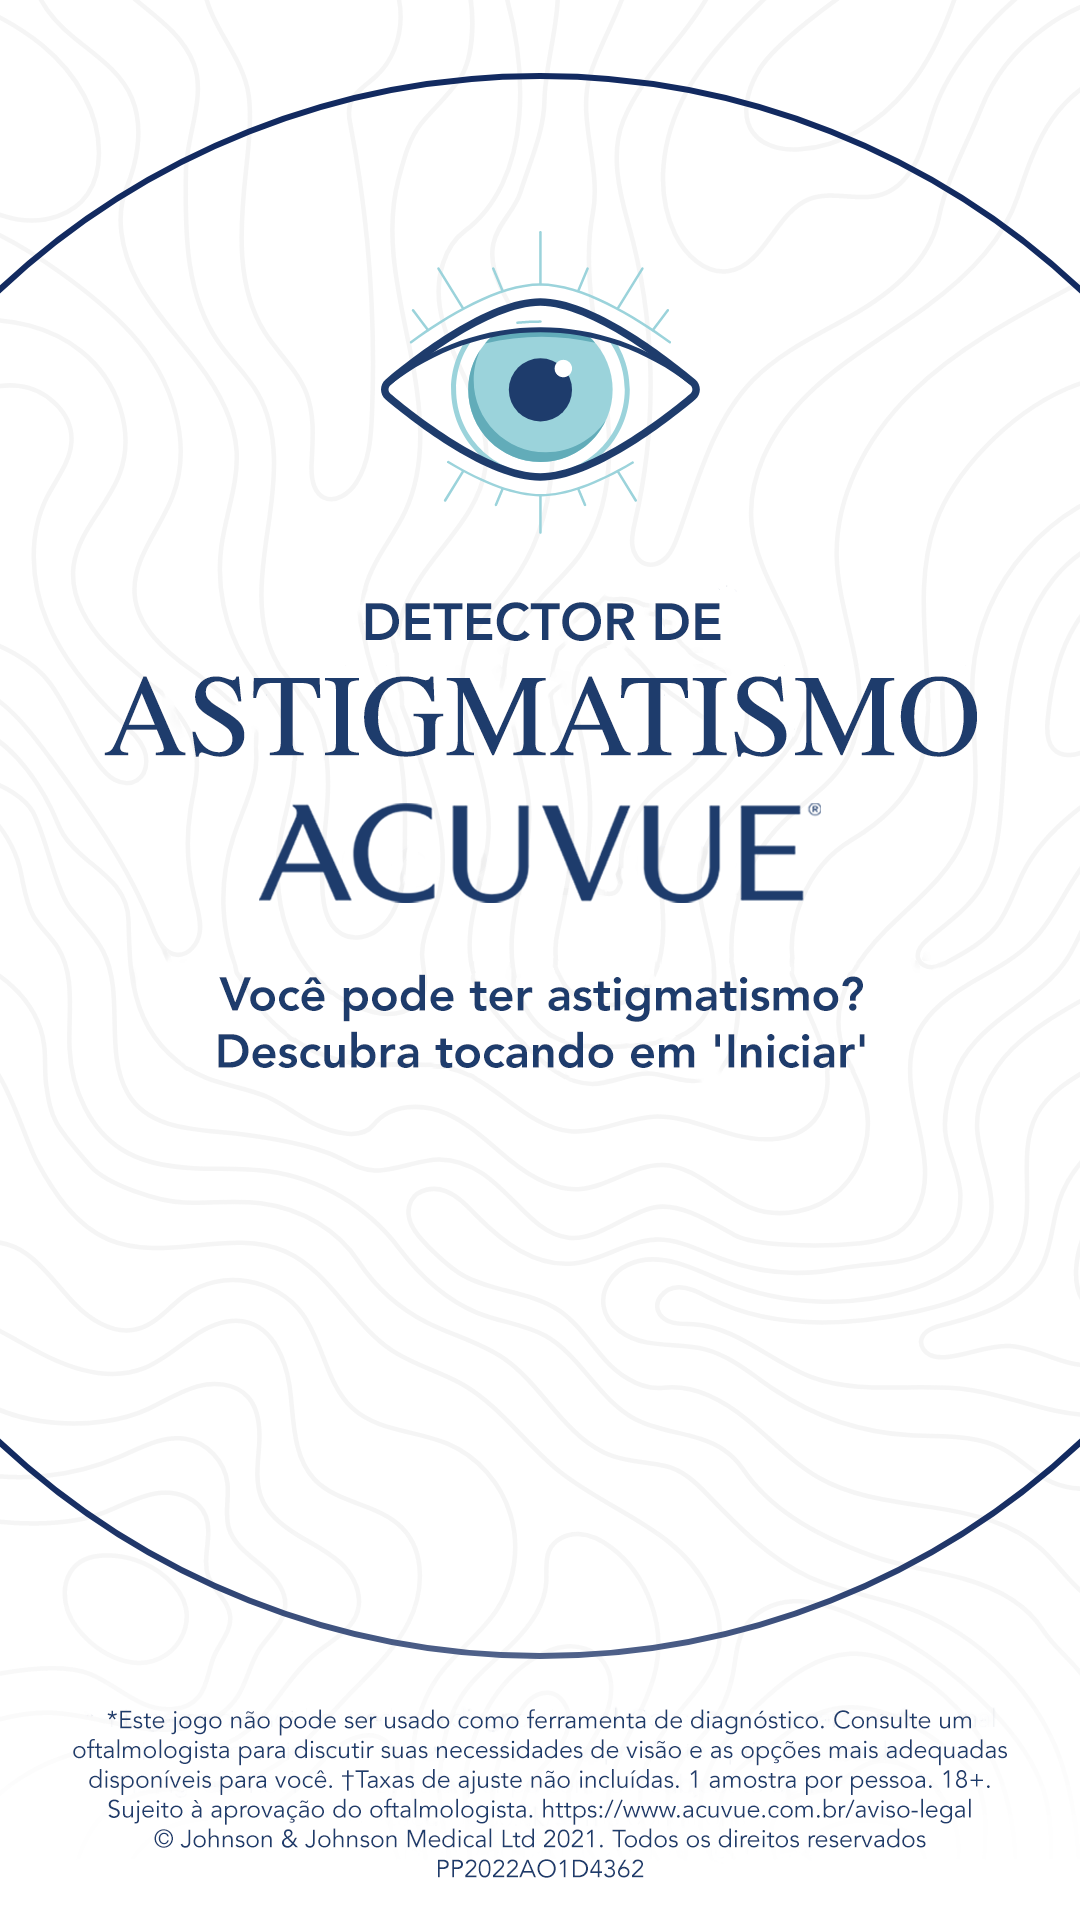 DETECTOR DE
ASTIGMATISMO
ACUVUE®
Você pode ter astigmatismo?
Descubra tocando em 'Iniciar'
*Este jogo não pode ser usado como ferramenta de diagnóstico. Consulte um
oftalmologista para discutir suas necessidades de visão e as opções mais adequadas
disponíveis para você. †Taxas de ajuste não incluídas. 1 amostra por pessoa. 18+.
Sujeito à aprovação do oftalmologista. https://www.acuvue.com.br/aviso-legal
© Johnson & Johnson Medical Ltd 2021. Todos os direitos reservados
PP2022AO1D4362